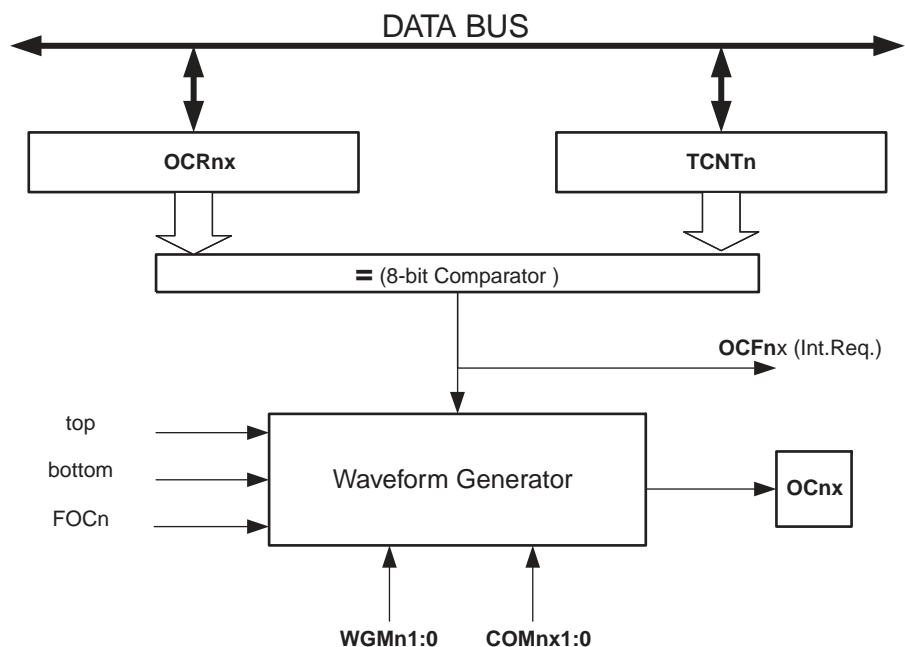 DATA BUS
OCRnx
TCNTn
= (8-bit Comparator )
OCFnx (Int.Req.)
top
bottom
FOCn
Waveform Generator
OCnx
WGMn1:0
COMnx1:0